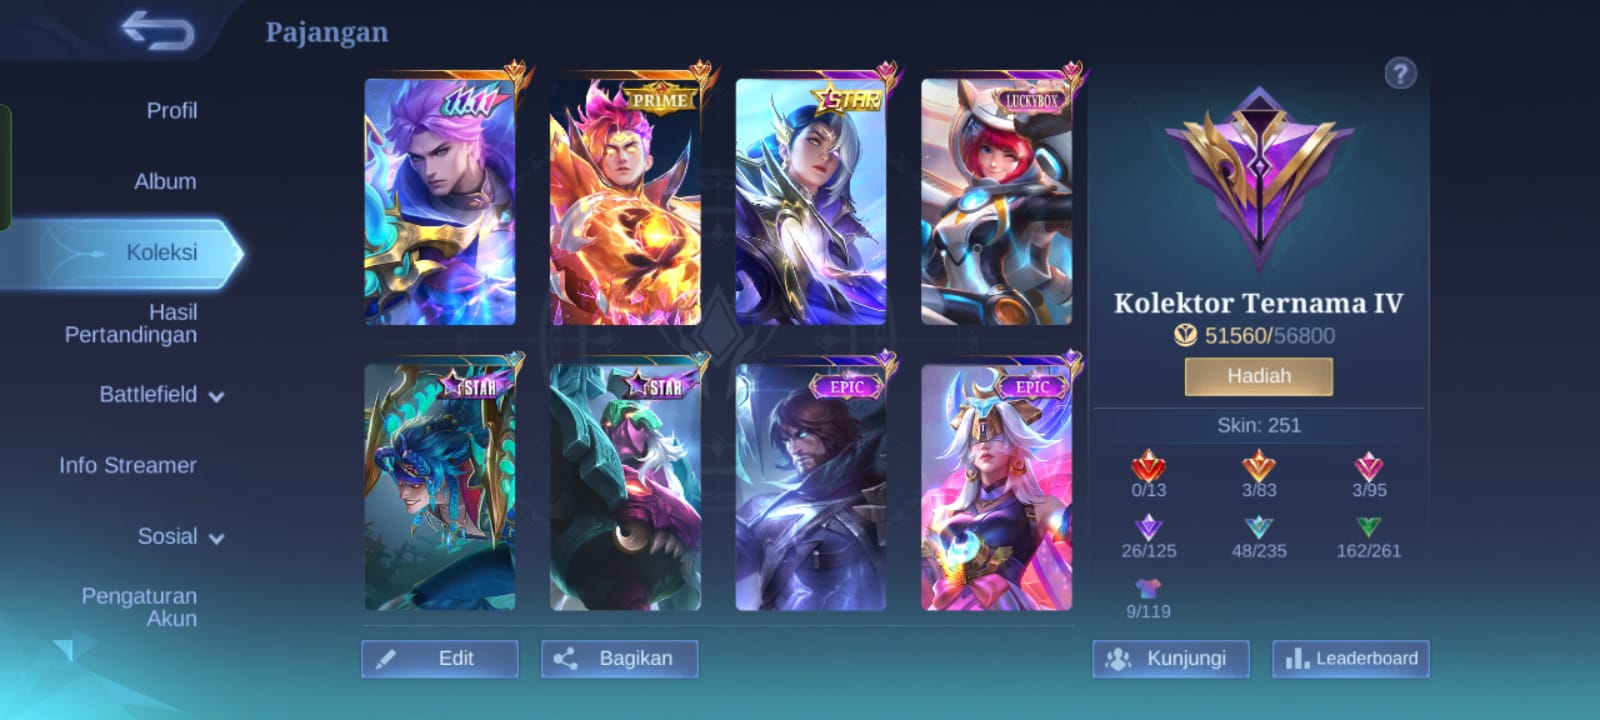 Pajangan
?
Profil
Album
Koleksi
Hasil
Pertandingan
Battlefield
Info Streamer
Sosial
Pengaturan
Akun
11.11
PRIME
STAR
LUCKYBOX
STAR
STAR
EPIC
EPIC
Edit
Bagikan
Kolektor Ternama IV
51560/56800
Hadiah
Skin: 251
0/13
3/83
3/95
26/125
48/235
162/261
9/119
Kunjungi
Leaderboard